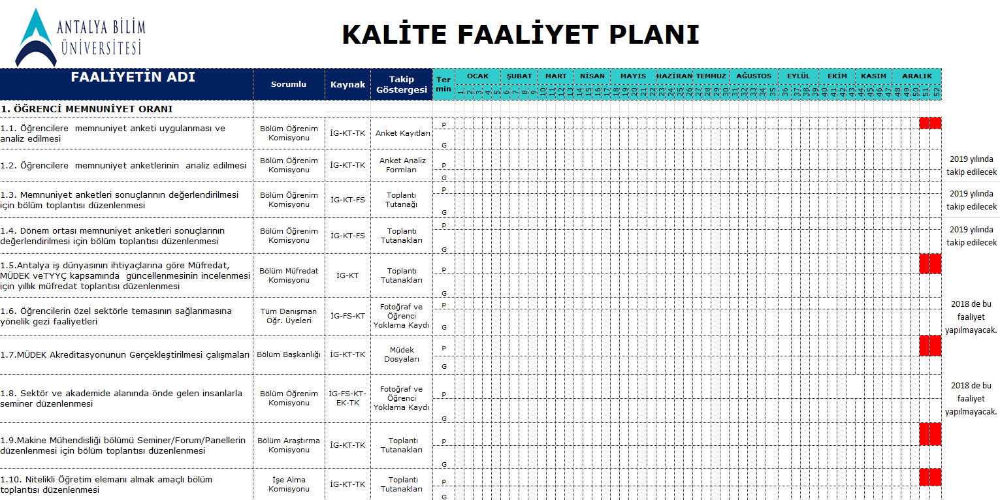 ANTALYA BİLİM
ÜNİVERSİTESİ
KALİTE FAALİYET PLANI
FAALİYETİN ADI
Sorumlu
Kaynak
Takip
Göstergesi
Ter
min
OCAK ŞUBAT MART NİSAN MAYIS HAZİRAN TEMMUZ AĞUSTOS EYLÜL EKİM KASIM ARALIK
1 2 3 4 5 6 7 8 9 10 11 12 13 14 15 16 17 18 19 20 21 22 23 24 25 26 27 28 29 30 31 32 33 34 35 36 37 38 39 40 41 42 43 44 45 46 47 48 49 50 51 52
1. ÖĞRENCİ MEMNUNİYET ORANI
1.1. Öğrencilere  memnuniyet anketi uygulanması ve
analiz edilmesi
Bölüm Öğrenim
Komisyonu
İG-KT-TK
Anket Kayıtları
P
G
1.2. Öğrencilere  memnuniyet anketlerinin  analiz edilmesi
Bölüm Öğrenim
Komisyonu
İG-KT-TK
Anket Analiz
Formları
P
G
2019 yılında
takip edilecek
1.3. Memnuniyet anketleri sonuçlarının değerlendirilmesi
için bölüm toplantısı düzenlenmesi
Bölüm Öğrenim
Komisyonu
İG-KT-FS
Toplantı
Tutanağı
P
G
2019 yılında
takip edilecek
1.4. Dönem ortası memnuniyet anketleri sonuçlarının
değerlendirilmesi için bölüm toplantısı düzenlenmesi
Bölüm Öğrenim
Komisyonu
İG-KT-FS
Toplantı
Tutanakları
P
G
2019 yılında
takip edilecek
1.5.Antalya iş dünyasının ihtiyaçlarına göre Müfredat,
MÜDEK veTYYÇ kapsamında  güncellenmesinin incelenmesi
için yıllık müfredat toplantısı düzenlenmesi
Bölüm Müfredat
Komisyonu
İG-KT
Toplantı
Tutanakları
P
G
1.6. Öğrencilerin özel sektörle temasının sağlanmasına
yönelik gezi faaliyetleri
Tüm Danışman
Öğr. Üyeleri
İG-FS-KT
Fotoğraf ve
Öğrenci
Yoklama Kaydı
P
G
2018 de bu
faaliyet
yapılmayacak.
1.7.MÜDEK Akreditasyonunun Gerçekleştirilmesi çalışmaları
Bölüm Başkanlığı
İG-KT-TK
Müdek
Dosyaları
P
G
1.8. Sektör ve akademide alanında önde gelen insanlarla
seminer düzenlenmesi
Bölüm Öğrenim
Komisyonu
İG-FS-KT-
EK-TK
Fotoğraf ve
Öğrenci
Yoklama Kaydı
P
G
2018 de bu
faaliyet
yapılmayacak.
1.9.Makine Mühendisliği bölümü Seminer/Forum/Panellerin
düzenlenmesi için bölüm toplantısı düzenlenmesi
Bölüm Araştırma
Komisyonu
İG-KT-TK
Toplantı
Tutanakları
P
G
1.10. Nitelikli Öğretim elemanı almak amaçlı bölüm
toplantısı düzenlenmesi
İşe Alma
Komisyonu
İG-KT-TK
Toplantı
Tutanakları
P
G